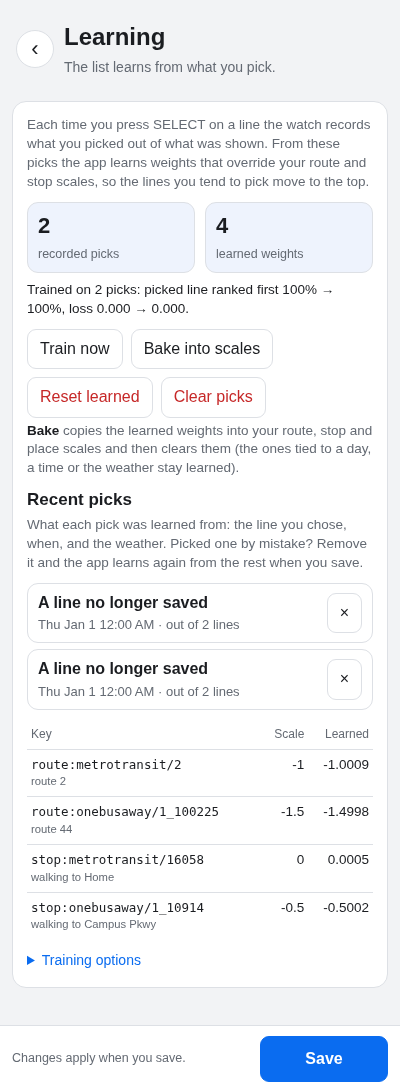 ‹ Learning
The list learns from what you pick.
Each time you press SELECT on a line the watch records
what you picked out of what was shown. From these
picks the app learns weights that override your route and
stop scales, so the lines you tend to pick move to the top.
2
recorded picks
4
learned weights
Trained on 2 picks: picked line ranked first 100% →
100%, loss 0.000 → 0.000.
Train now
Bake into scales
Reset learned
Clear picks
Bake copies the learned weights into your route, stop and
place scales and then clears them (the ones tied to a day,
a time or the weather stay learned).
Recent picks
What each pick was learned from: the line you chose,
when, and the weather. Picked one by mistake? Remove
it and the app learns again from the rest when you save.
A line no longer saved
Thu Jan 1 12:00 AM · out of 2 lines
×
A line no longer saved
Thu Jan 1 12:00 AM · out of 2 lines
×
Key Scale Learned
route:metrotransit/2 -1 -1.0009
route 2
route:onebusaway/1_100225 -1.5 -1.4998
route 44
stop:metrotransit/16058 0 0.0005
walking to Home
stop:onebusaway/1_10914 -0.5 -0.5002
walking to Campus Pkwy
Training options
Changes apply when you save.
Save